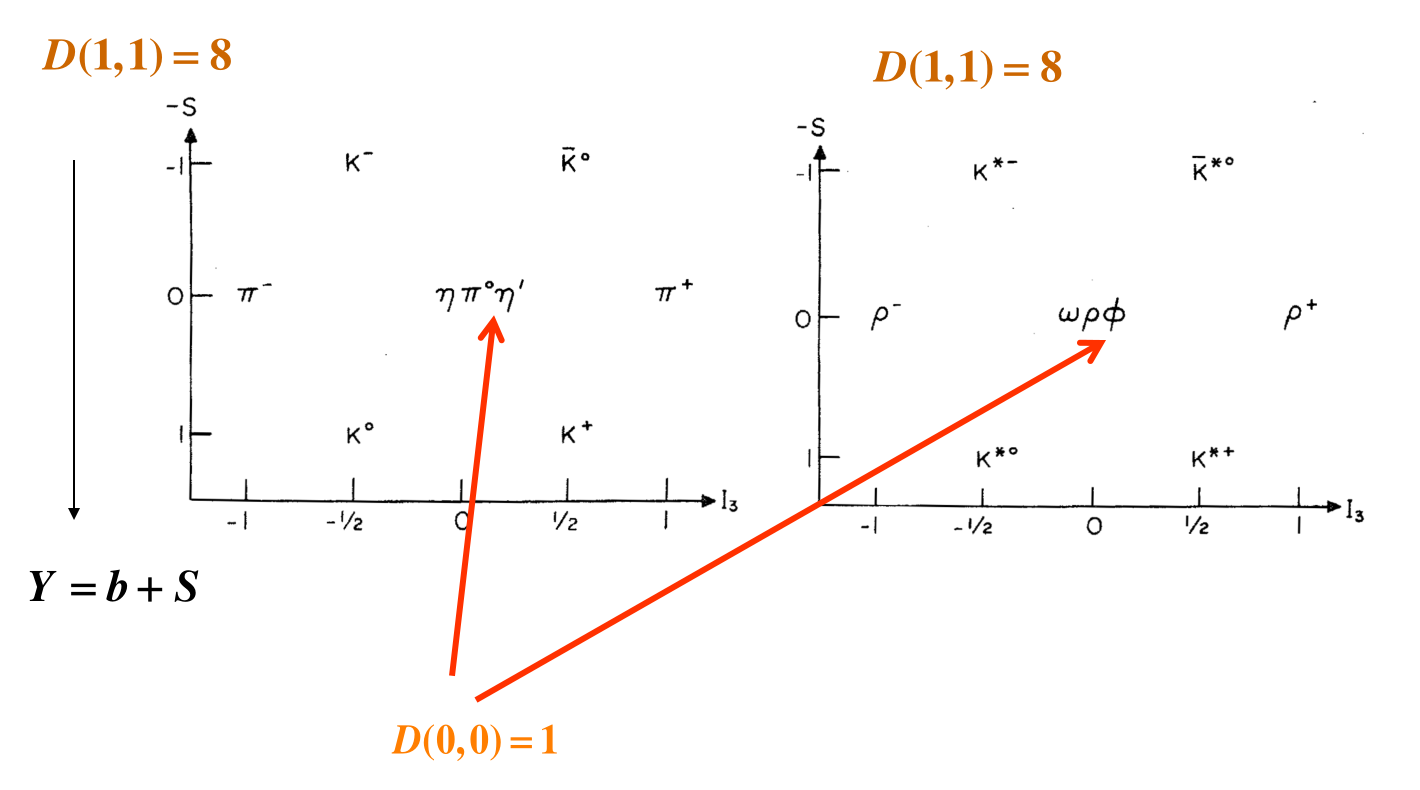 D(1,1) = 8
D(1,1) = 8
-S
-1
K⁻
K̄°
0
π⁻
η π° η′
π⁺
1
K°
K⁺
-1
-1/2
0
1/2
1
I₃
-S
-1
K*⁻
K̄*°
0
ρ⁻
ωρϕ
ρ⁺
1
K*°
K*⁺
-1
-1/2
0
1/2
1
I₃
Y = b + S
D(0,0) = 1